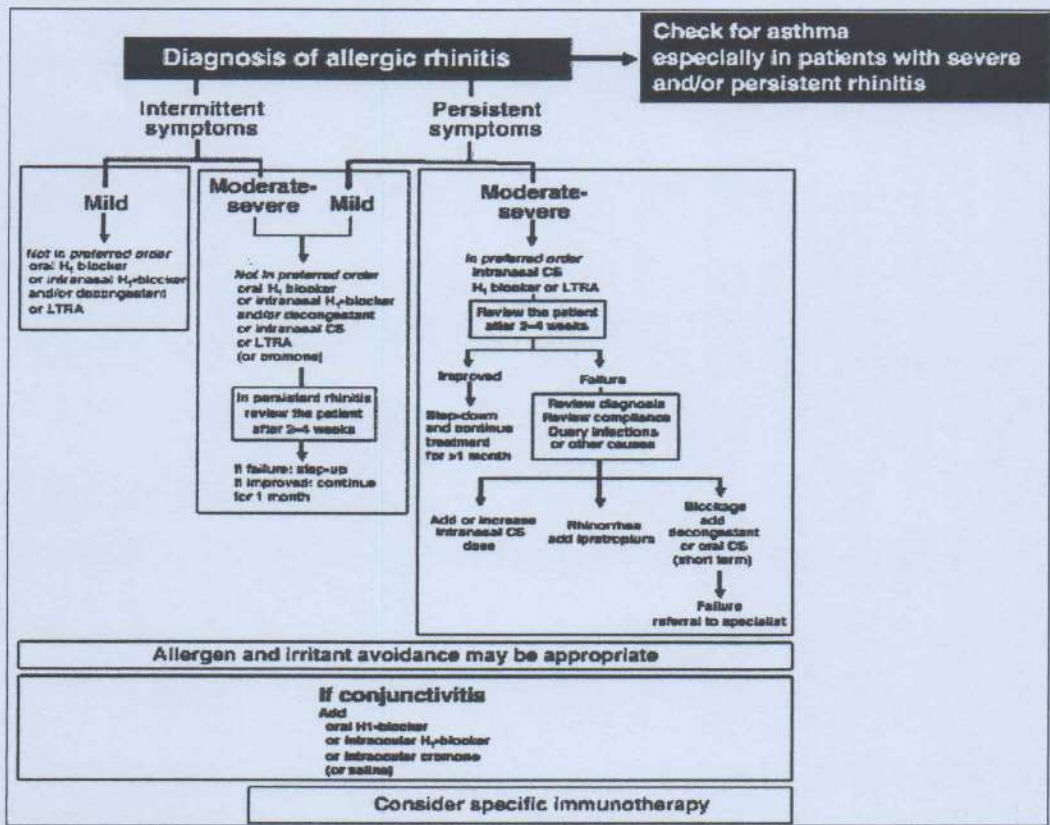 Diagnosis of allergic rhinitis
Check for asthma
especially in patients with severe
and/or persistent rhinitis
Intermittent
symptoms
Persistent
symptoms
Mild
Not in preferred order
oral H₁ blocker
or intranasal H₁-blocker
and/or decongestant
or LTRA
Moderate-
severe
Mild
Not in preferred order
oral H₁ blocker
or intranasal H₁-blocker
and/or decongestant
or intranasal CS
or LTRA
(or cromone)
In persistent rhinitis
review the patient
after 2–4 weeks
If failure: step-up
If improved: continue
for 1 month
Moderate-
severe
In preferred order
intranasal CS
H₁ blocker or LTRA
Review the patient
after 2–4 weeks
Improved
Step-down
and continue
treatment
for >1 month
Failure
Review diagnosis
Review compliance
Query infections
or other causes
Add or increase
intranasal CS
dose
Rhinorrhea
add ipratropium
Blockage
add
decongestant
or oral CS
(short term)
Failure
referral to specialist
Allergen and irritant avoidance may be appropriate
If conjunctivitis
Add
oral H1-blocker
or intraocular H₁-blocker
or intraocular cromone
(or saline)
Consider specific immunotherapy